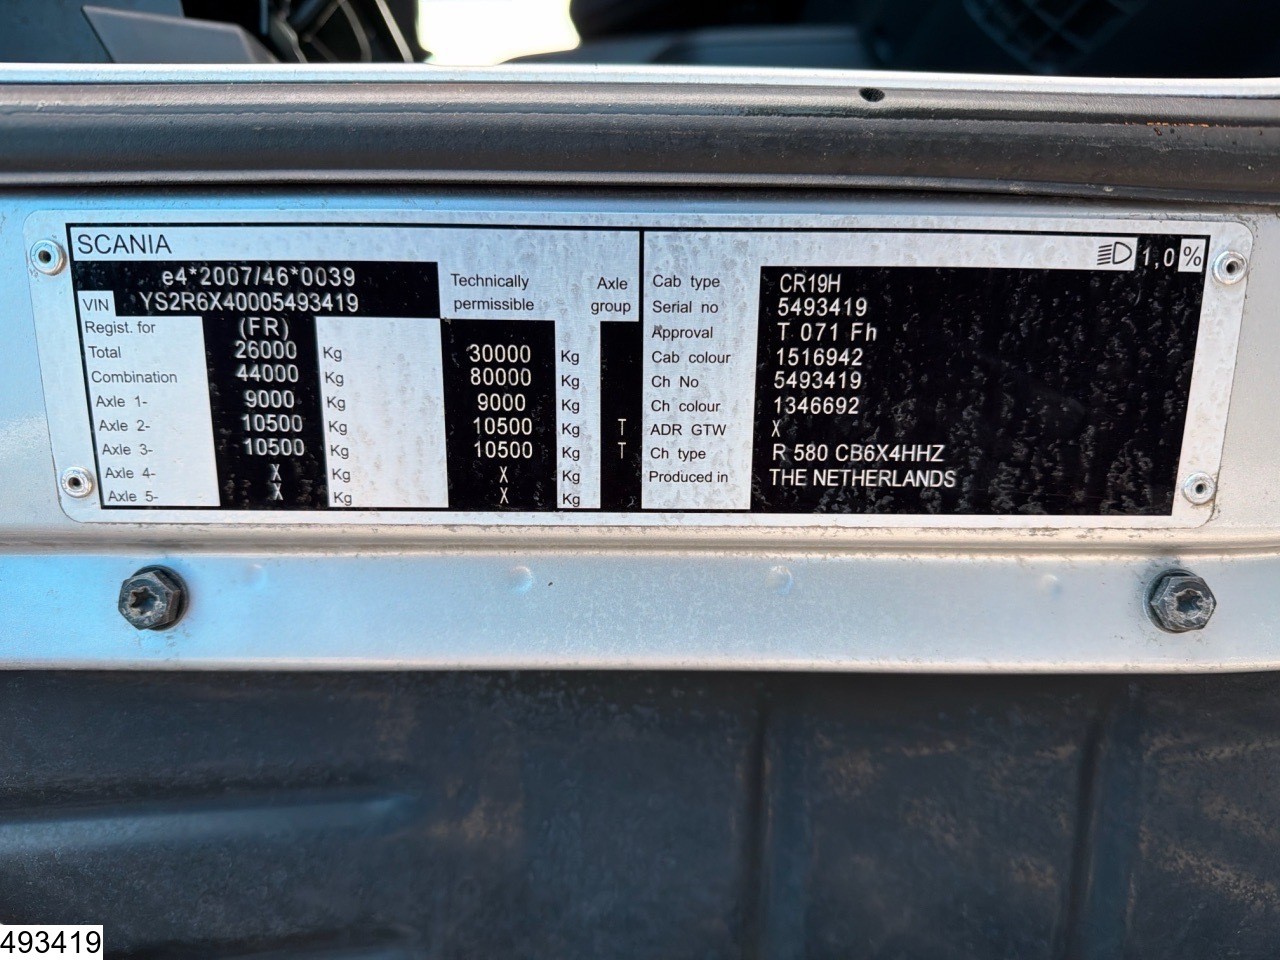 SCANIA
e4*2007/46*0039
VIN YS2R6X40005493419
Technically permissible
Axle group
Regist. for (FR)
Total 26000 Kg 30000 Kg
Combination 44000 Kg 80000 Kg
Axle 1- 9000 Kg 9000 Kg
Axle 2- 10500 Kg 10500 Kg T
Axle 3- 10500 Kg 10500 Kg T
Axle 4- X Kg X Kg
Axle 5- X Kg X Kg
1,0 %
Cab type CR19H
Serial no 5493419
Approval T 071 Fh
Cab colour 1516942
Ch No 5493419
Ch colour 1346692
ADR GTW X
Ch type R 580 CB6X4HHZ
Produced in THE NETHERLANDS
493419